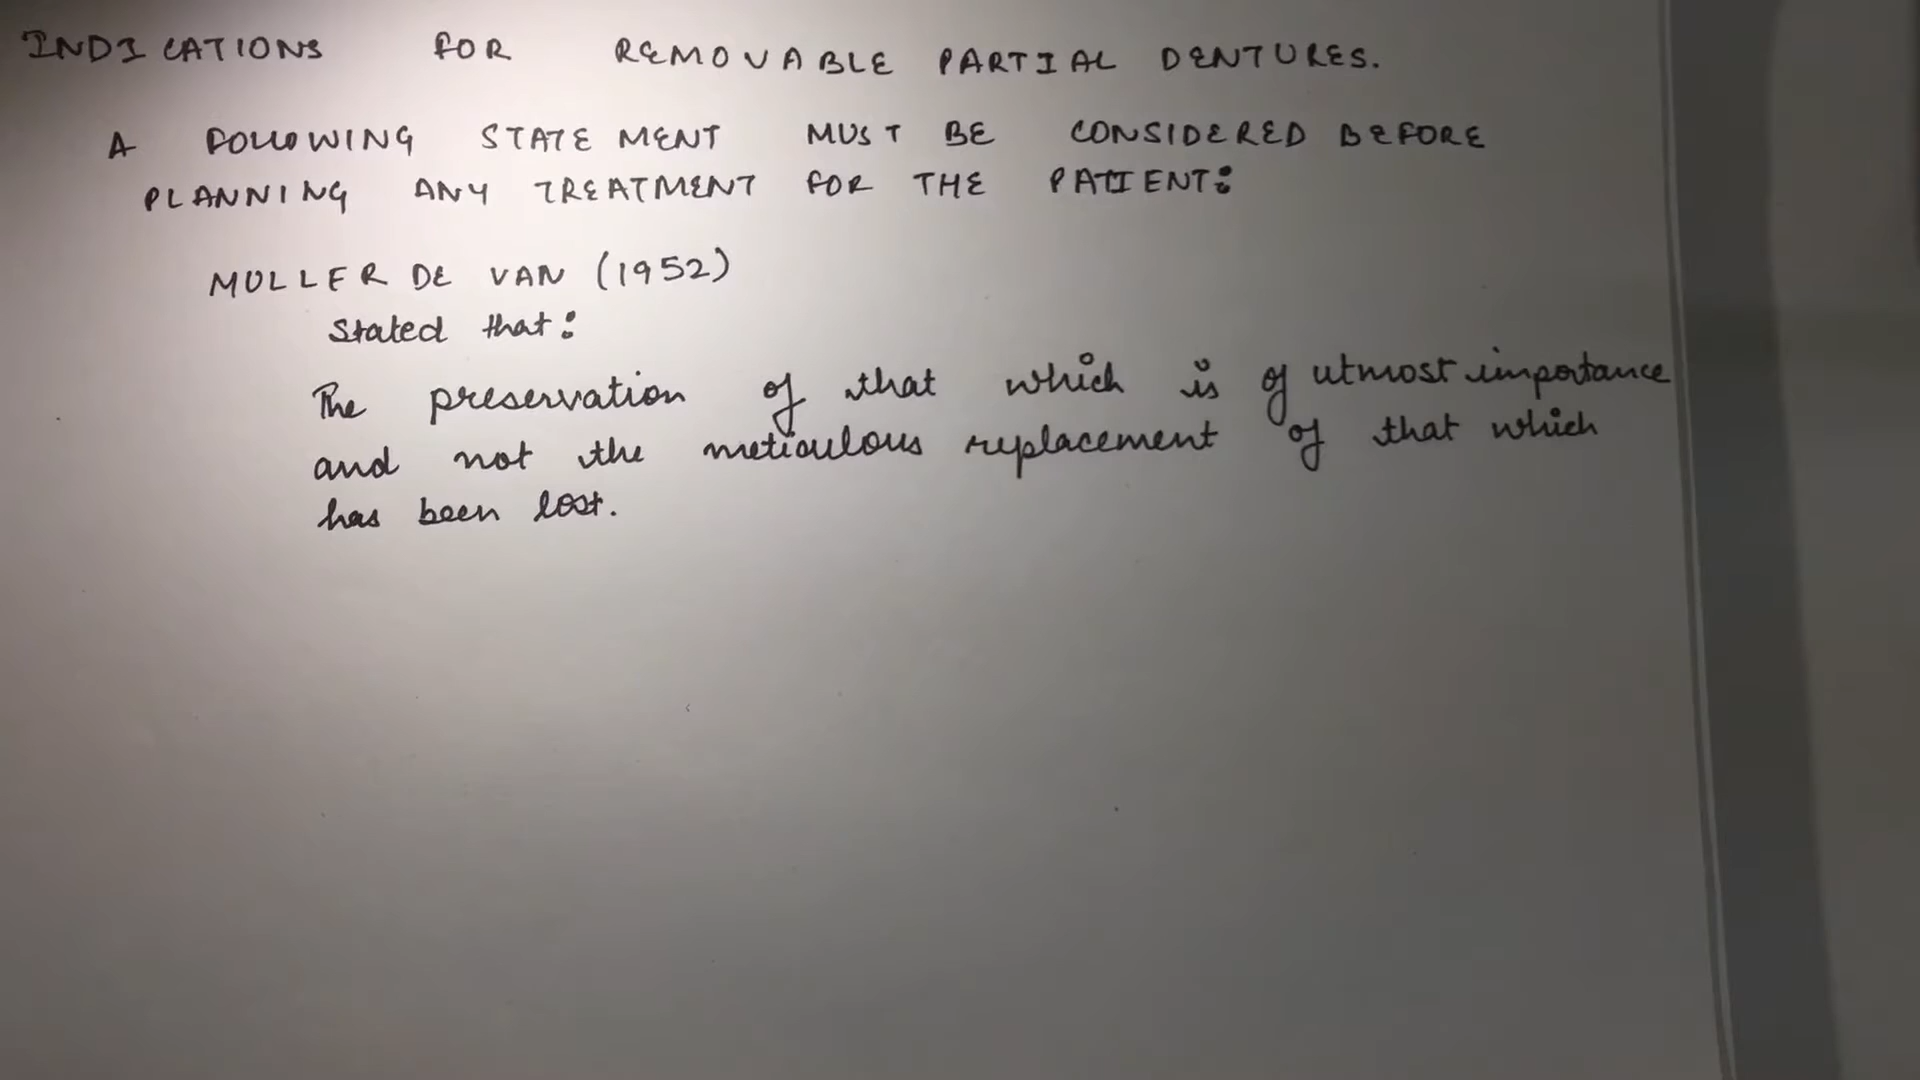 INDICATIONS FOR REMOVABLE PARTIAL DENTURES.
A FOLLOWING STATEMENT MUST BE CONSIDERED BEFORE
PLANNING ANY TREATMENT FOR THE PATIENT:
MULLER DE VAN (1952)
Stated that:
The preservation of that which is of utmost importance
and not the meticulous replacement of that which
has been lost.